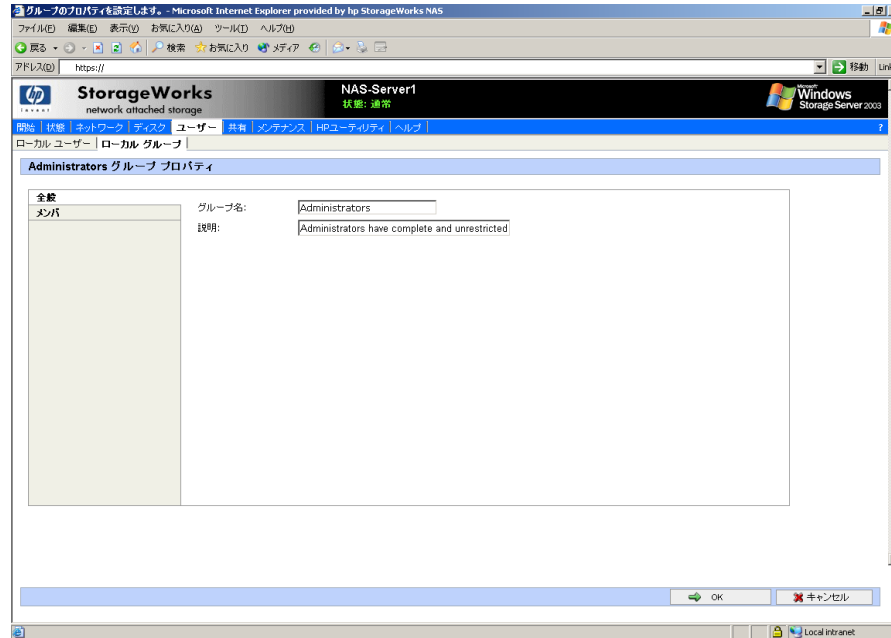 グループのプロパティを設定します。 - Microsoft Internet Explorer provided by hp StorageWorks NAS
ファイル(F) 編集(E) 表示(V) お気に入り(A) ツール(T) ヘルプ(H)
戻る 検索 お気に入り メディア
アドレス(D) https:// 移動 Link
hp
invent
StorageWorks
network attached storage
NAS-Server1
状態: 通常
Microsoft
Windows
Storage Server 2003
開始 状態 ネットワーク ディスク ユーザー 共有 メンテナンス HPユーティリティ ヘルプ ?
ローカル ユーザー ローカル グループ
Administrators グループ プロパティ
全般
メンバ
グループ名: Administrators
説明: Administrators have complete and unrestricted
OK キャンセル
Local intranet